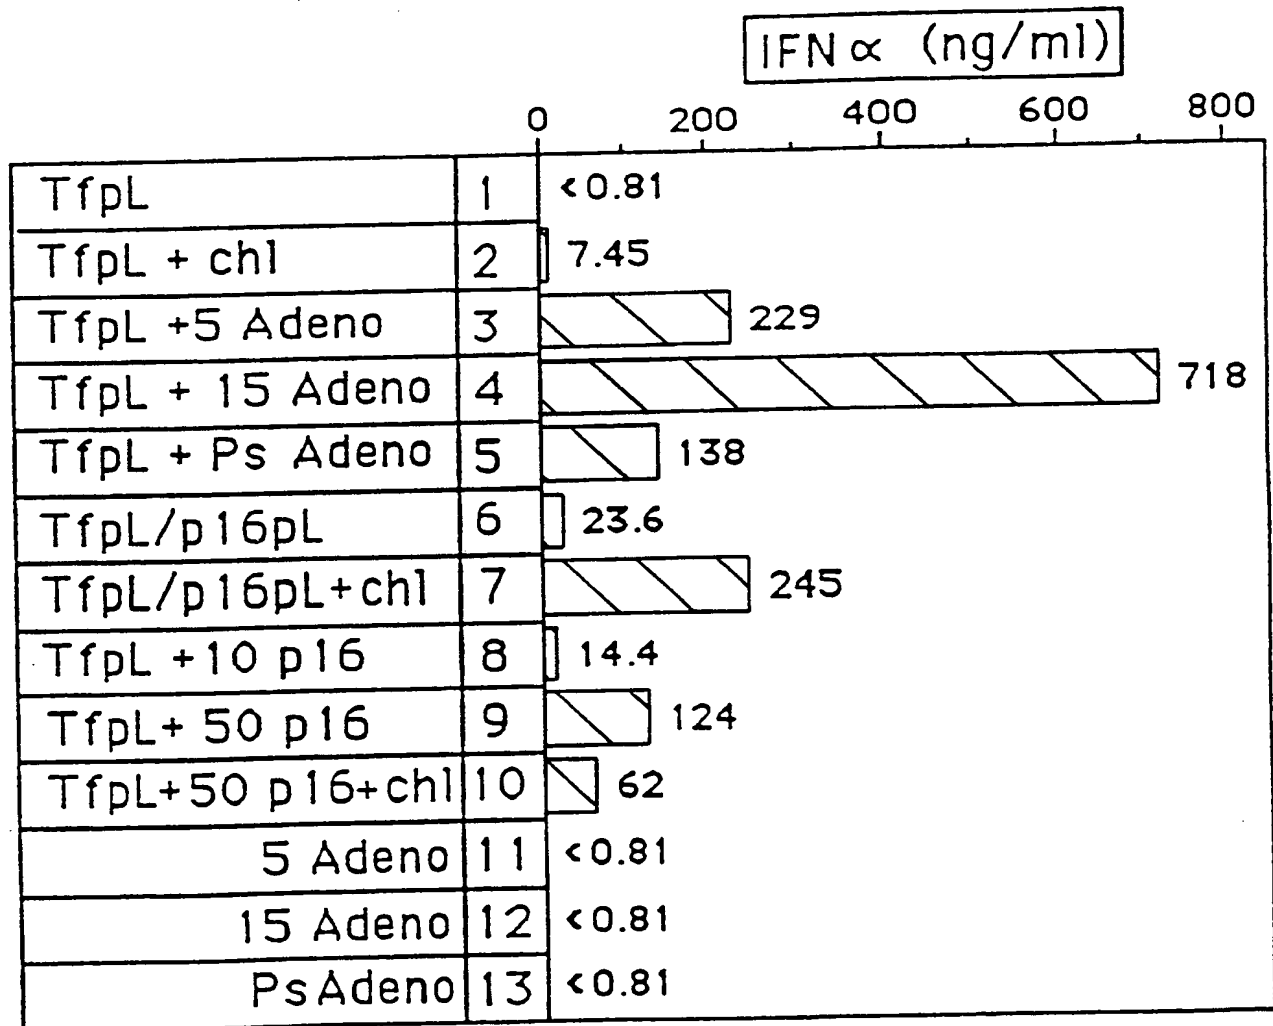 IFN ∝ (ng/ml)
0 200 400 600 800
TfpL 1 <0.81
TfpL + chl 2 7.45
TfpL +5 Adeno 3 229
TfpL + 15 Adeno 4 718
TfpL + Ps Adeno 5 138
TfpL/p16pL 6 23.6
TfpL/p16pL+chl 7 245
TfpL +10 p16 8 14.4
TfpL+ 50 p16 9 124
TfpL+50 p16+chl 10 62
5 Adeno 11 <0.81
15 Adeno 12 <0.81
Ps Adeno 13 <0.81